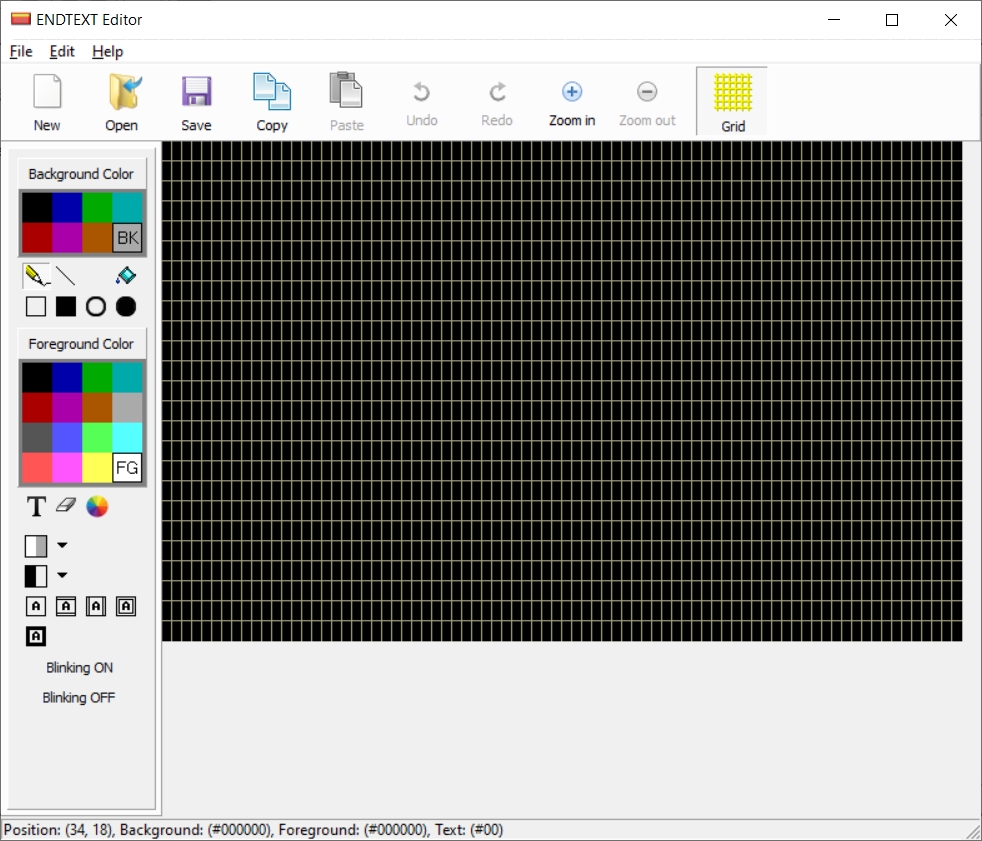 ENDTEXT Editor
File Edit Help
New Open Save Copy Paste Undo Redo Zoom in Zoom out Grid
Background Color
BK
Foreground Color
FG
T
A A A A
A
Blinking ON
Blinking OFF
Position: (34, 18), Background: (#000000), Foreground: (#000000), Text: (#00)